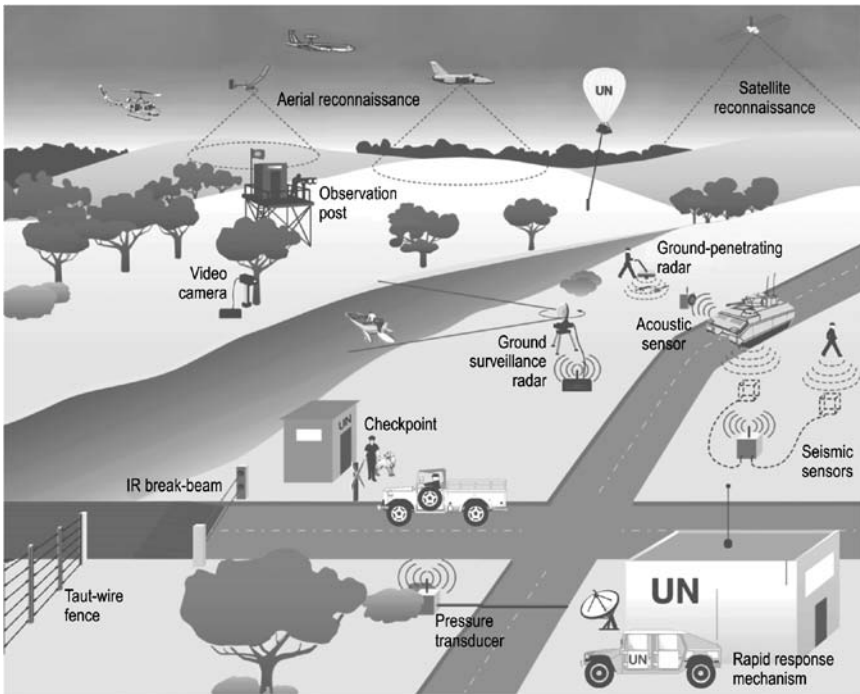 Aerial reconnaissance
UN
Satellite
reconnaissance
Observation
post
Video
camera
Ground-penetrating
radar
Acoustic
sensor
Ground
surveillance
radar
Seismic
sensors
UN
Checkpoint
IR break-beam
Taut-wire
fence
Pressure
transducer
UN
UN
Rapid response
mechanism